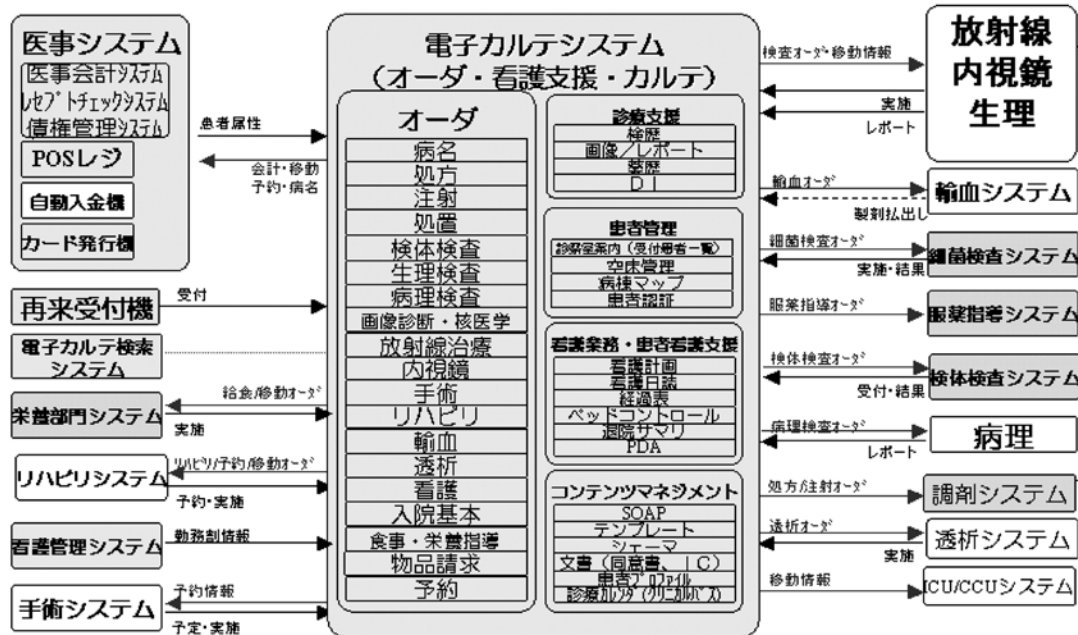 医事システム
医事会計システム
レセプトチェックシステム
債権管理システム
POSレジ
自動入金機
カード発行機
再来受付機
電子カルテ検索
システム
栄養部門システム
リハビリシステム
看護管理システム
手術システム
患者属性
会計・移動
予約・病名
受付
給食/移動オーダ
実施
リハビリ/予約/移動オーダ
予約・実施
勤務割情報
予約情報
予定・実施
電子カルテシステム
(オーダ・看護支援・カルテ)
オーダ
病名
処方
注射
処置
検体検査
生理検査
病理検査
画像診断・核医学
放射線治療
内視鏡
手術
リハビリ
輸血
透析
看護
入院基本
食事・栄養指導
物品請求
予約
診療支援
検歴
画像/レポート
薬歴
DI
患者管理
診察室案内(受付患者一覧)
空床管理
病棟マップ
患者認証
看護業務・患者看護支援
看護計画
看護日誌
経過表
ベッドコントロール
退院サマリ
PDA
コンテンツマネジメント
SOAP
テンプレート
シェーマ
文書(同意書、IC)
患者プロファイル
診療カレンダ(クリニカルパス)
検査オーダ・移動情報
実施
レポート
輸血オーダ
製剤払出し
細菌検査オーダ
実施・結果
服薬指導オーダ
検体検査オーダ
受付・結果
病理検査オーダ
レポート
処方/注射オーダ
透析オーダ
実施
移動情報
放射線
内視鏡
生理
輸血システム
細菌検査システム
服薬指導システム
検体検査システム
病理
調剤システム
透析システム
ICU/CCUシステム